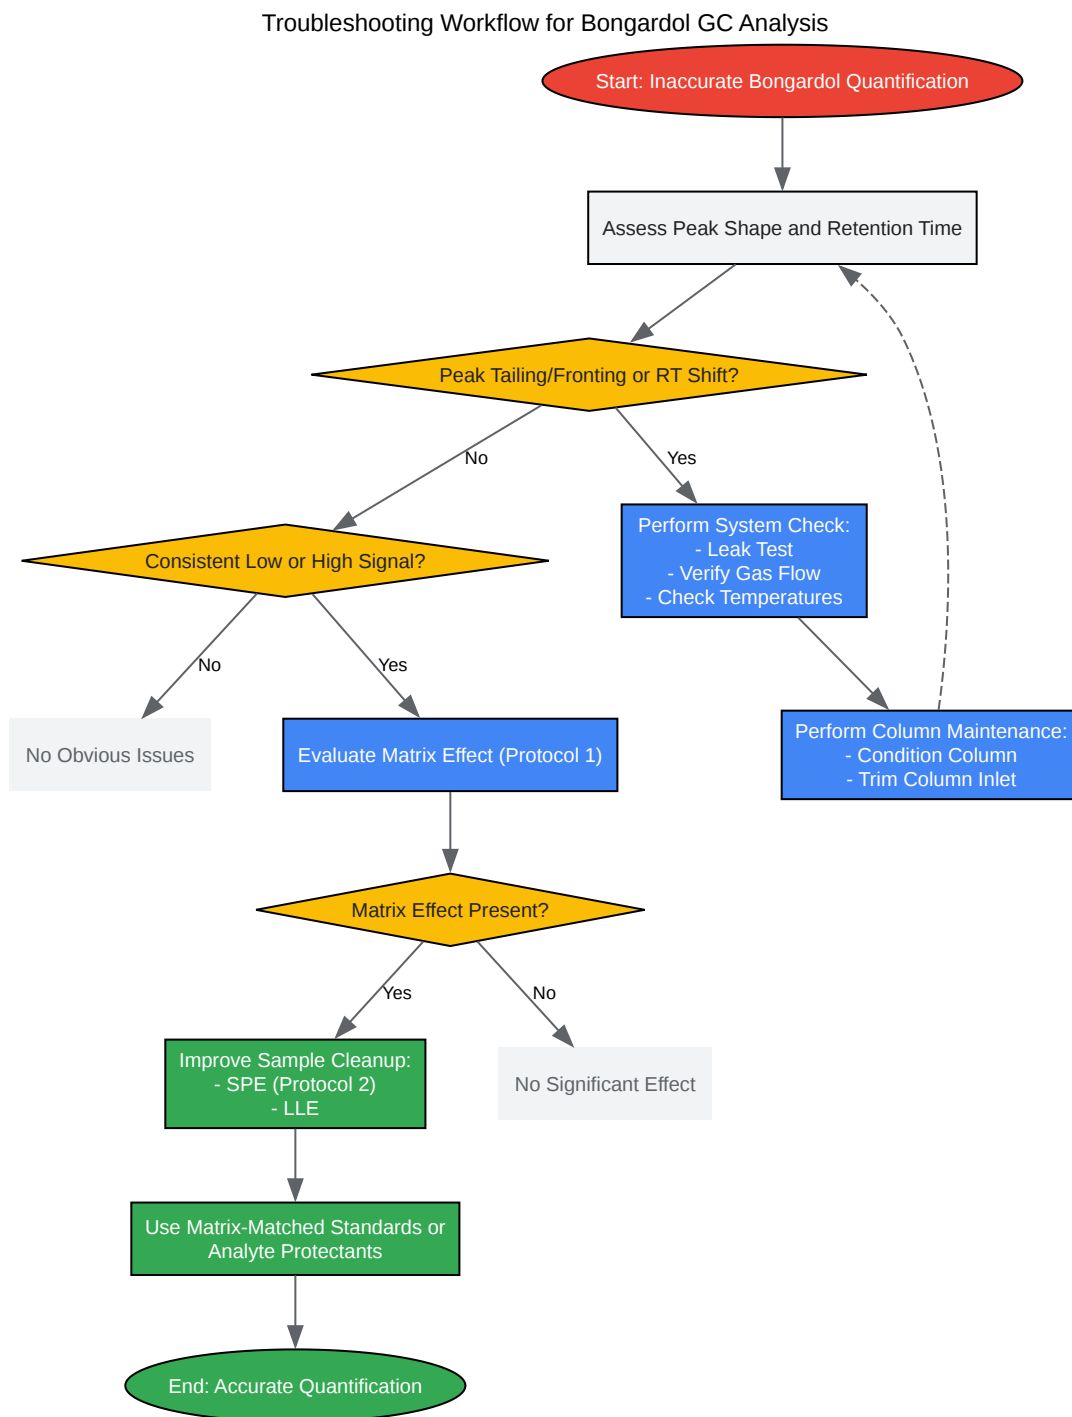 Troubleshooting Workflow for Bongardol GC Analysis
Start: Inaccurate Bongardol Quantification
Assess Peak Shape and Retention Time
Peak Tailing/Fronting or RT Shift?
No
Yes
Consistent Low or High Signal?
Perform System Check:
- Leak Test
- Verify Gas Flow
- Check Temperatures
No
Yes
No Obvious Issues
Evaluate Matrix Effect (Protocol 1)
Perform Column Maintenance:
- Condition Column
- Trim Column Inlet
Matrix Effect Present?
Yes
No
Improve Sample Cleanup:
- SPE (Protocol 2)
- LLE
No Significant Effect
Use Matrix-Matched Standards or
Analyte Protectants
End: Accurate Quantification